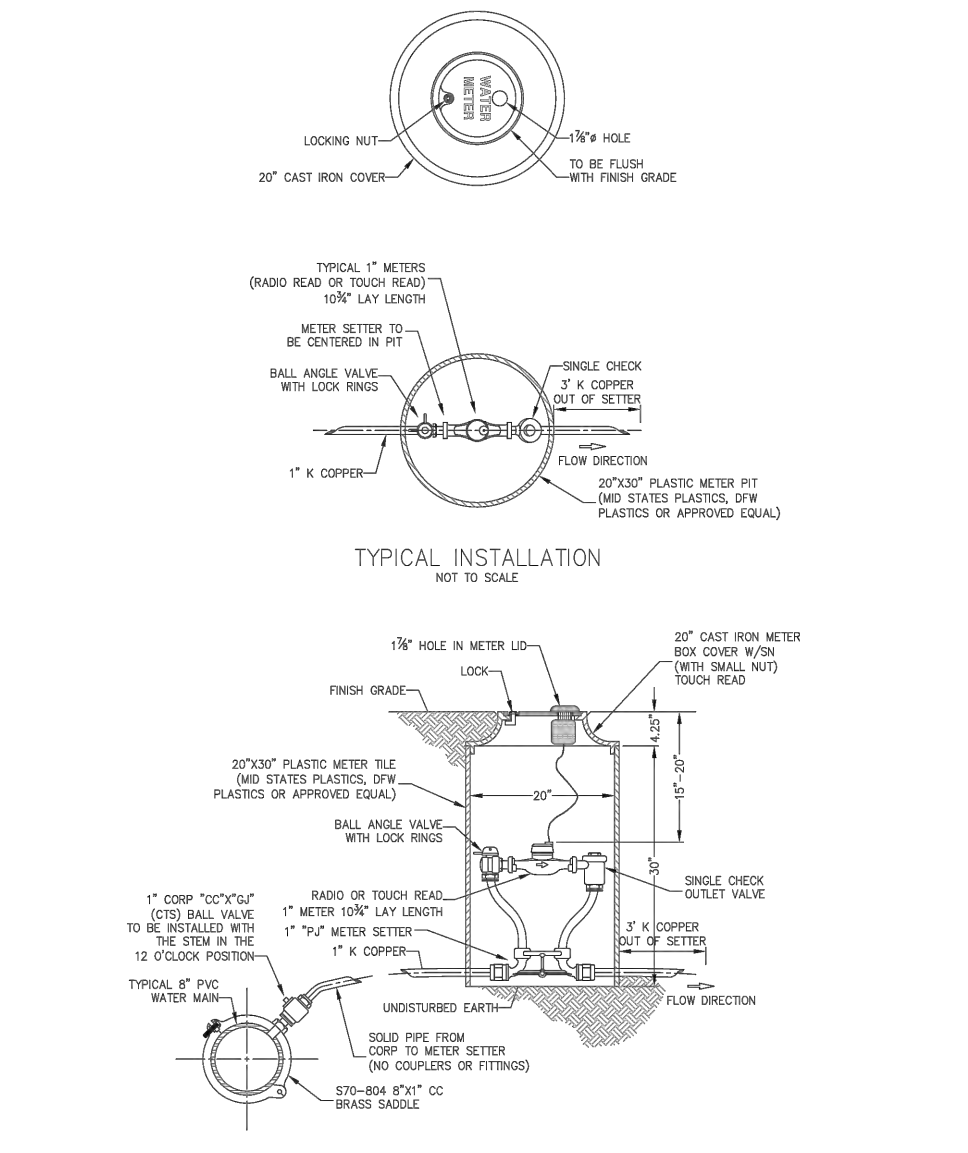 WATER
METER
LOCKING NUT
1⅞"ø HOLE
20" CAST IRON COVER
TO BE FLUSH
WITH FINISH GRADE
TYPICAL 1" METERS
(RADIO READ OR TOUCH READ)
10¾" LAY LENGTH
METER SETTER TO
BE CENTERED IN PIT
BALL ANGLE VALVE
WITH LOCK RINGS
SINGLE CHECK
3' K COPPER
OUT OF SETTER
1" K COPPER
FLOW DIRECTION
20"X30" PLASTIC METER PIT
(MID STATES PLASTICS, DFW
PLASTICS OR APPROVED EQUAL)
TYPICAL INSTALLATION
NOT TO SCALE
1⅞" HOLE IN METER LID
LOCK
FINISH GRADE
20" CAST IRON METER
BOX COVER W/SN
(WITH SMALL NUT)
TOUCH READ
4.25"
15"-20"
20"X30" PLASTIC METER TILE
(MID STATES PLASTICS, DFW
PLASTICS OR APPROVED EQUAL)
20"
BALL ANGLE VALVE
WITH LOCK RINGS
30"
SINGLE CHECK
OUTLET VALVE
RADIO OR TOUCH READ
1" METER 10¾" LAY LENGTH
1" "PJ" METER SETTER
1" K COPPER
3' K COPPER
OUT OF SETTER
1" CORP "CC"X"GJ"
(CTS) BALL VALVE
TO BE INSTALLED WITH
THE STEM IN THE
12 O'CLOCK POSITION
TYPICAL 8" PVC
WATER MAIN
UNDISTURBED EARTH
FLOW DIRECTION
SOLID PIPE FROM
CORP TO METER SETTER
(NO COUPLERS OR FITTINGS)
S70-804 8"X1" CC
BRASS SADDLE